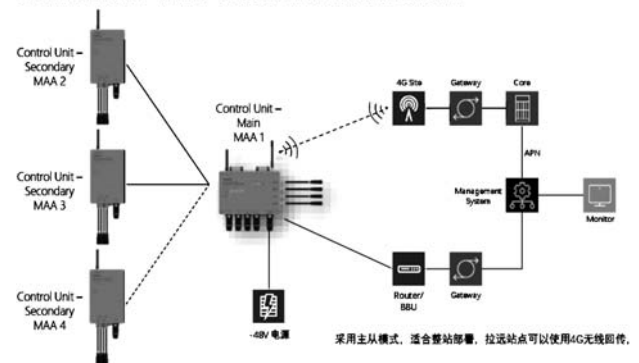 Control Unit –
Secondary
MAA 2
Control Unit –
Main
MAA 1
4G Site
Gateway
Core
APN
Control Unit –
Secondary
MAA 3
Management
System
Monitor
Control Unit –
Secondary
MAA 4
-48V 电源
Router/
BBU
Gateway
采用主从模式，适合整站部署，拉远站点可以使用4G无线回传，